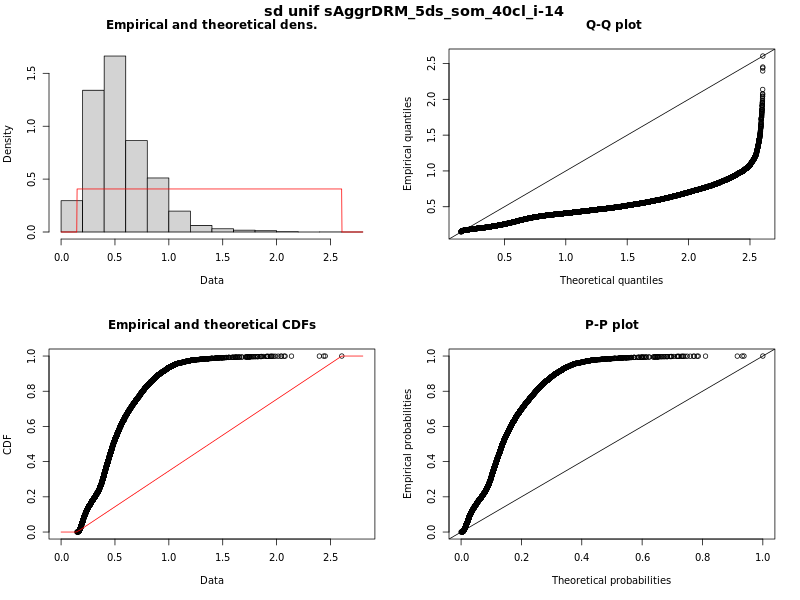 sd unif sAggrDRM_5ds_som_40cl_i-14
Empirical and theoretical dens.
Density
0.0 0.5 1.0 1.5
0.0 0.5 1.0 1.5 2.0 2.5
Data
Q-Q plot
Empirical quantiles
0.5 1.0 1.5 2.0 2.5
0.5 1.0 1.5 2.0 2.5
Theoretical quantiles
Empirical and theoretical CDFs
CDF
0.0 0.2 0.4 0.6 0.8 1.0
0.0 0.5 1.0 1.5 2.0 2.5
Data
P-P plot
Empirical probabilities
0.0 0.2 0.4 0.6 0.8 1.0
0.0 0.2 0.4 0.6 0.8 1.0
Theoretical probabilities